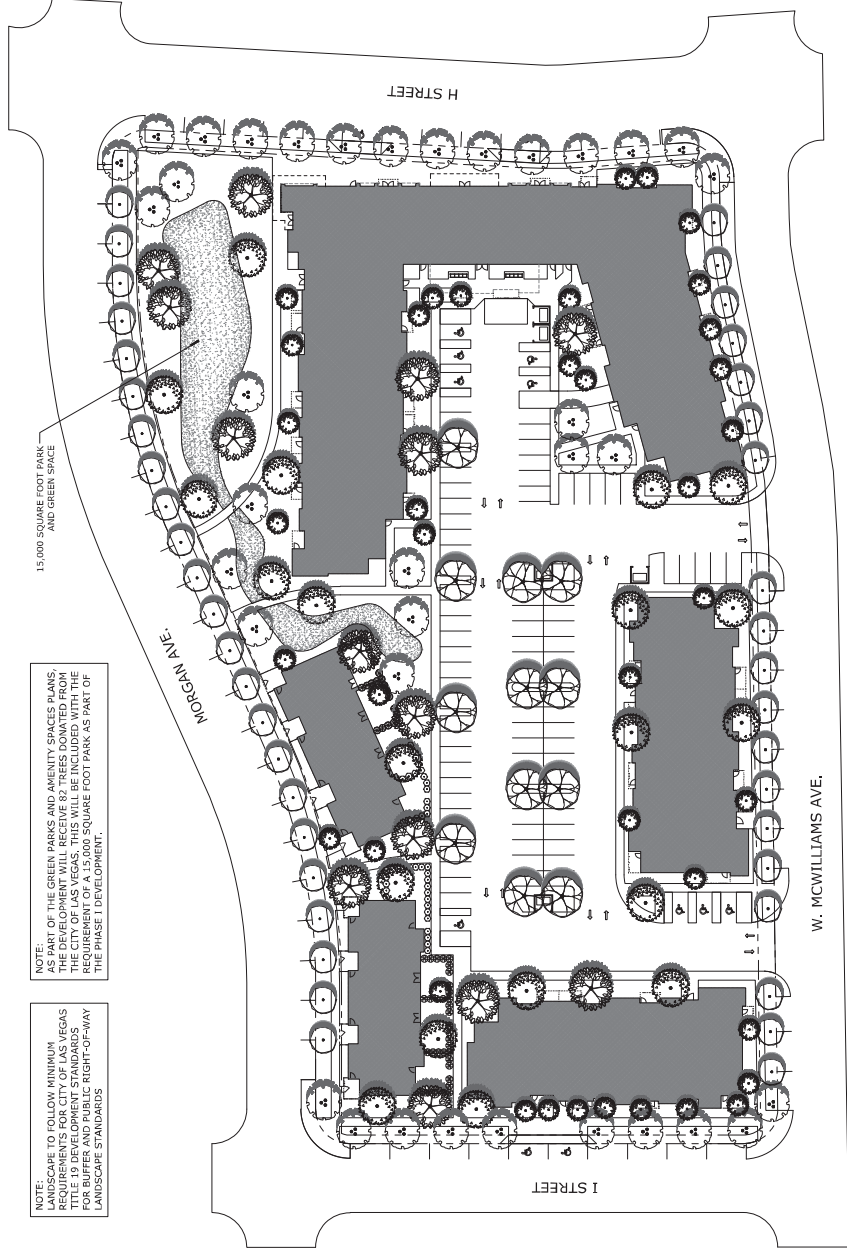 H STREET
15,000 SQUARE FOOT PARK
AND GREEN SPACE
MORGAN AVE.
NOTE:
AS PART OF THE GREEN PARKS AND AMENITY SPACES PLANS,
THE DEVELOPMENT WILL RECEIVE 82 TREES DONATED FROM
THE CITY OF LAS VEGAS. THIS WILL BE INCLUDED WITH THE
REQUIREMENT OF A 15,000 SQUARE FOOT PARK AS PART OF
THE PHASE I DEVELOPMENT.
W. MCWILLIAMS AVE.
NOTE:
LANDSCAPE TO FOLLOW MINIMUM
REQUIREMENTS FOR CITY OF LAS VEGAS
TITLE 19 DEVELOPMENT STANDARDS
FOR BUFFER AND PUBLIC RIGHT-OF-WAY
LANDSCAPE STANDARDS
I STREET